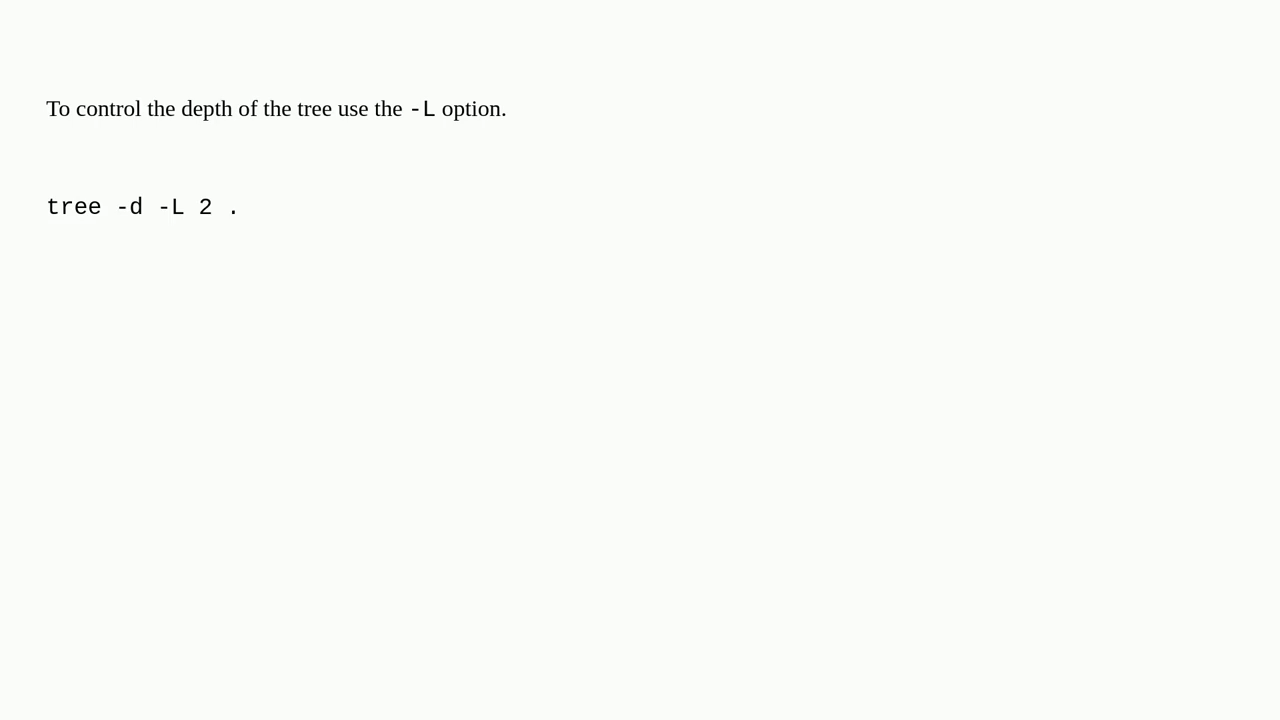 To control the depth of the tree use the -L option.
tree -d -L 2 .